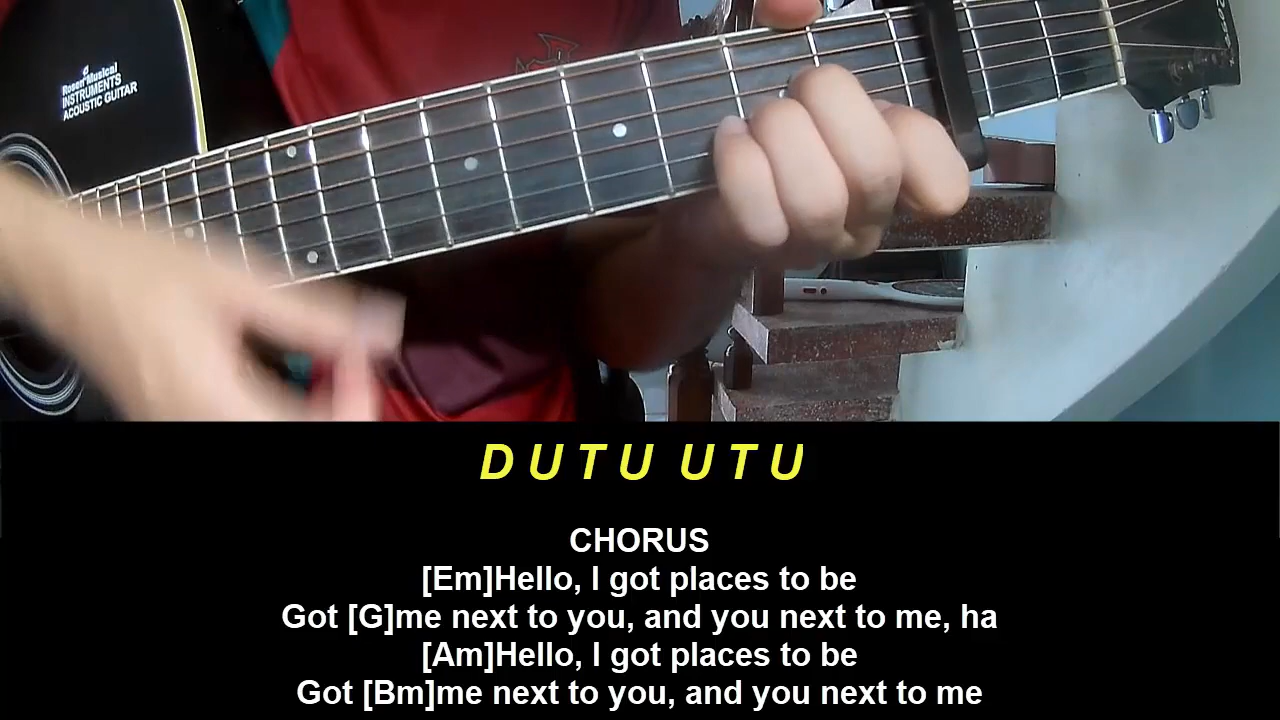 Rosen Musical
INSTRUMENTS
ACOUSTIC GUITAR
D U T U U T U
CHORUS
[Em]Hello, I got places to be
Got [G]me next to you, and you next to me, ha
[Am]Hello, I got places to be
Got [Bm]me next to you, and you next to me